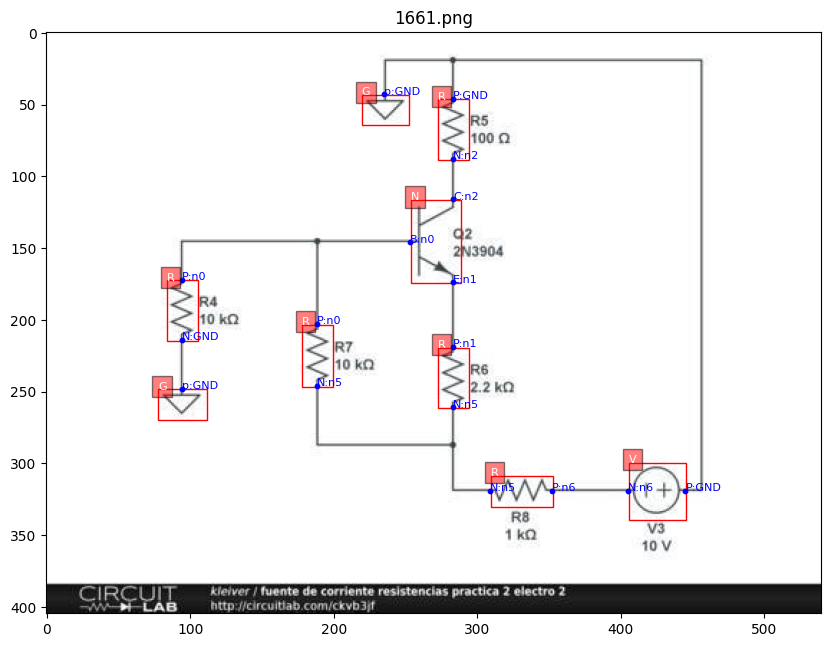 1661.png
0
G
p:GND
R
P:GND
50
R5
100 Ω
N:n2
100
N
C:n2
Q2
B:n0
2N3904
150
E:n1
R
P:n0
R4
10 kΩ
200
R
P:n0
N:GND
R
P:n1
R7
10 kΩ
250
G
p:GND
N:n5
R6
2.2 kΩ
N:n5
300
R
V
N:n5
P:n6
N:n6
P:GND
R8
1 kΩ
V3
10 V
350
CIRCUIT
LAB
kleiver / fuente de corriente resistencias practica 2 electro 2
http://circuitlab.com/ckvb3jf
400
0
100
200
300
400
500